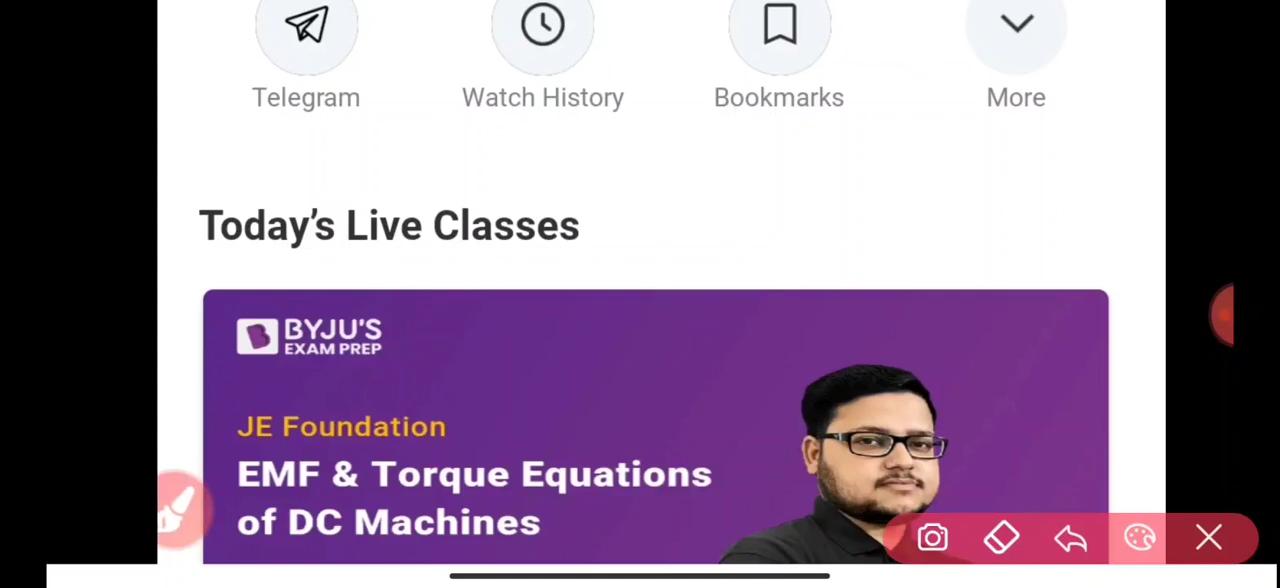 Telegram
Watch History
Bookmarks
More
Today’s Live Classes
BYJU'S
EXAM PREP
JE Foundation
EMF & Torque Equations
of DC Machines